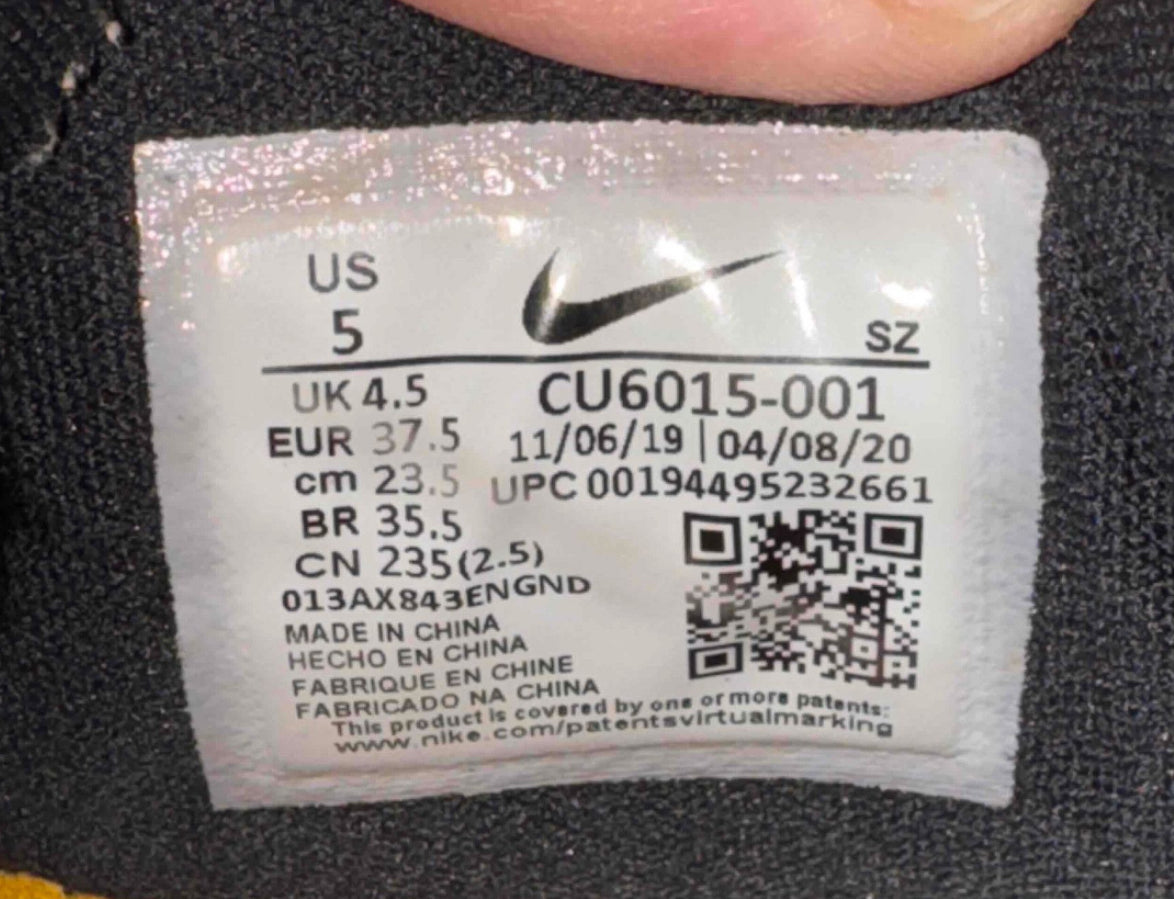 US
5
SZ
UK 4.5
EUR 37.5
cm 23.5
BR 35.5
CN 235(2.5)
CU6015-001
11/06/19 | 04/08/20
UPC 00194495232661
013AX843ENGND
MADE IN CHINA
HECHO EN CHINA
FABRIQUE EN CHINE
FABRICADO NA CHINA
This product is covered by one or more patents:
www.nike.com/patentsvirtualmarking